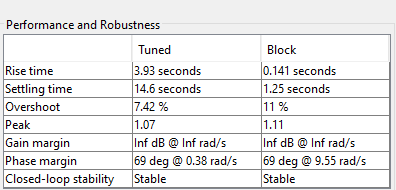 Performance and Robustness
Tuned Block
Rise time 3.93 seconds 0.141 seconds
Settling time 14.6 seconds 1.25 seconds
Overshoot 7.42 % 11 %
Peak 1.07 1.11
Gain margin Inf dB @ Inf rad/s Inf dB @ Inf rad/s
Phase margin 69 deg @ 0.38 rad/s 69 deg @ 9.55 rad/s
Closed-loop stability Stable Stable